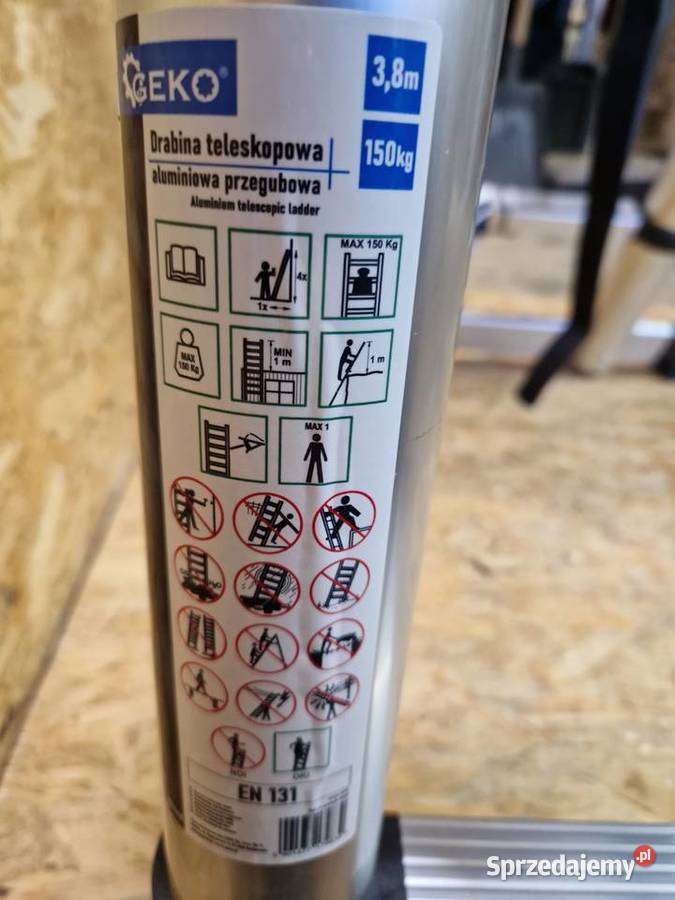 GEKO®
3,8m
150kg
Drabina teleskopowa
aluminiowa przegubowa
Aluminium telescopic ladder
4x
1x
MAX 150 Kg
MAX
150 Kg
MIN
1 m
1 m
MAX 1
EN 131
Sprzedajemy.pl